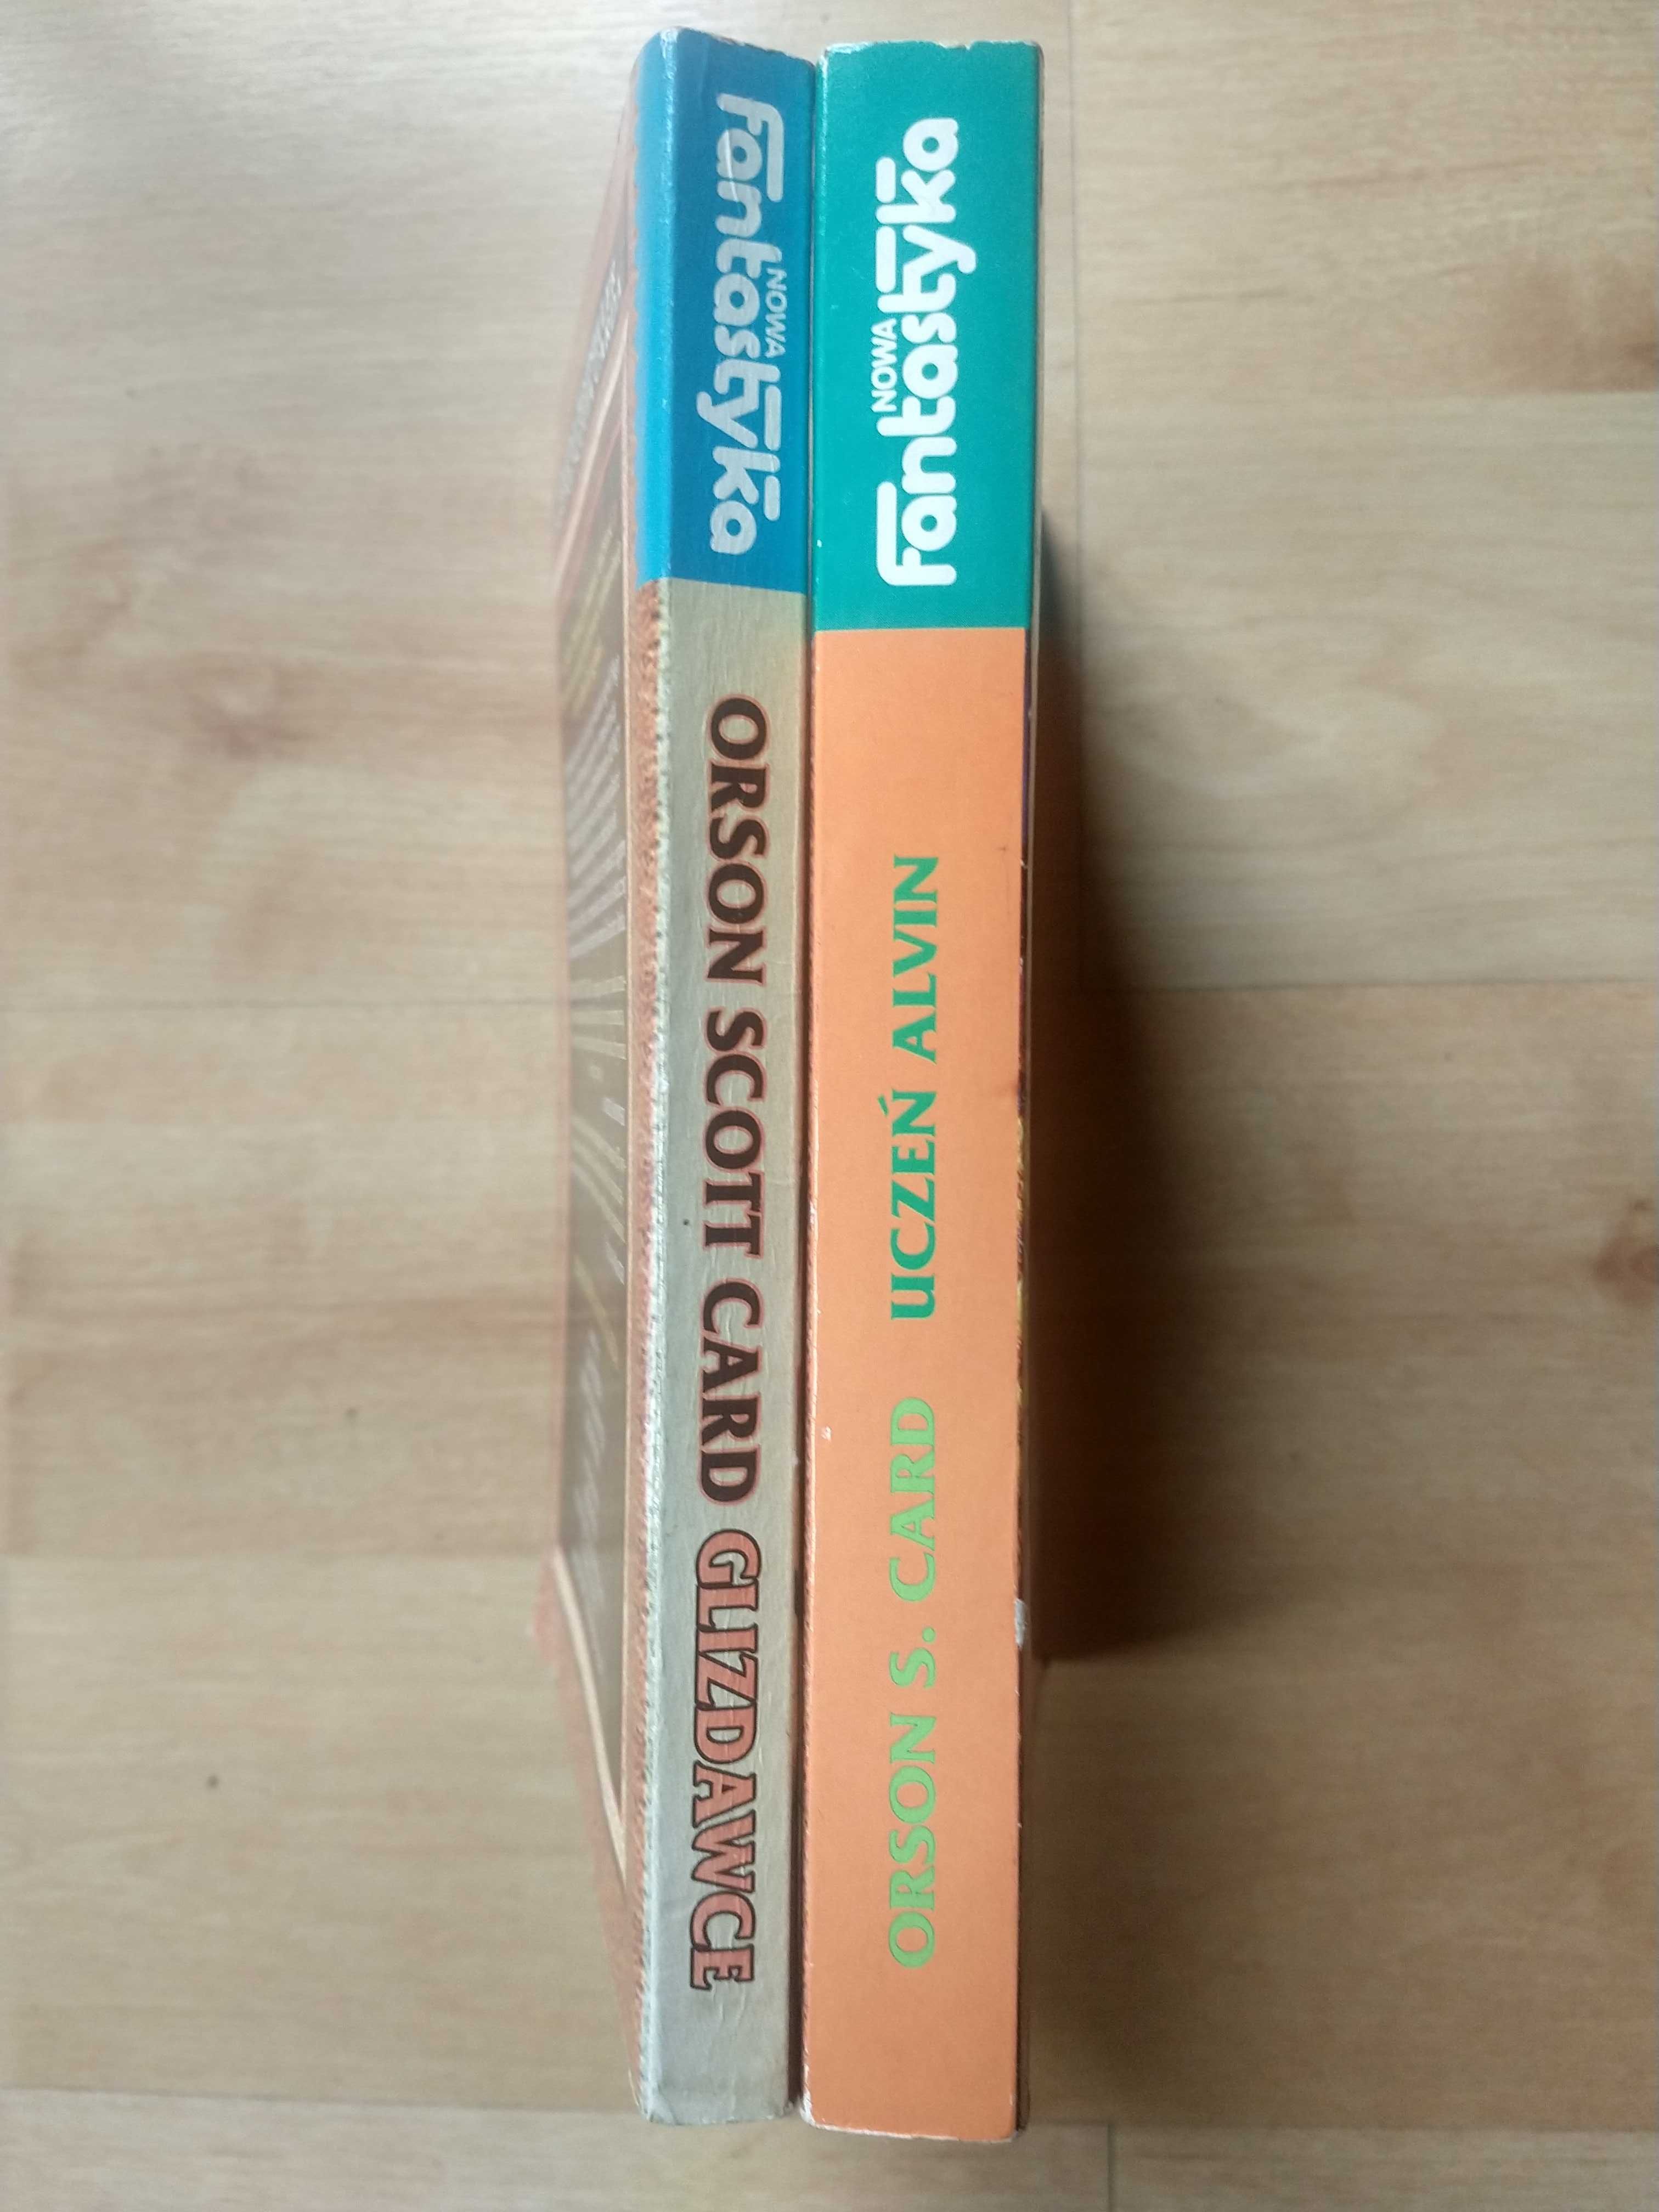 NOWA
Fantastyka
ORSON SCOTT CARD GLIZDAWCE
NOWA
Fantastyka
ORSON S. CARD UCZEŃ ALVIN